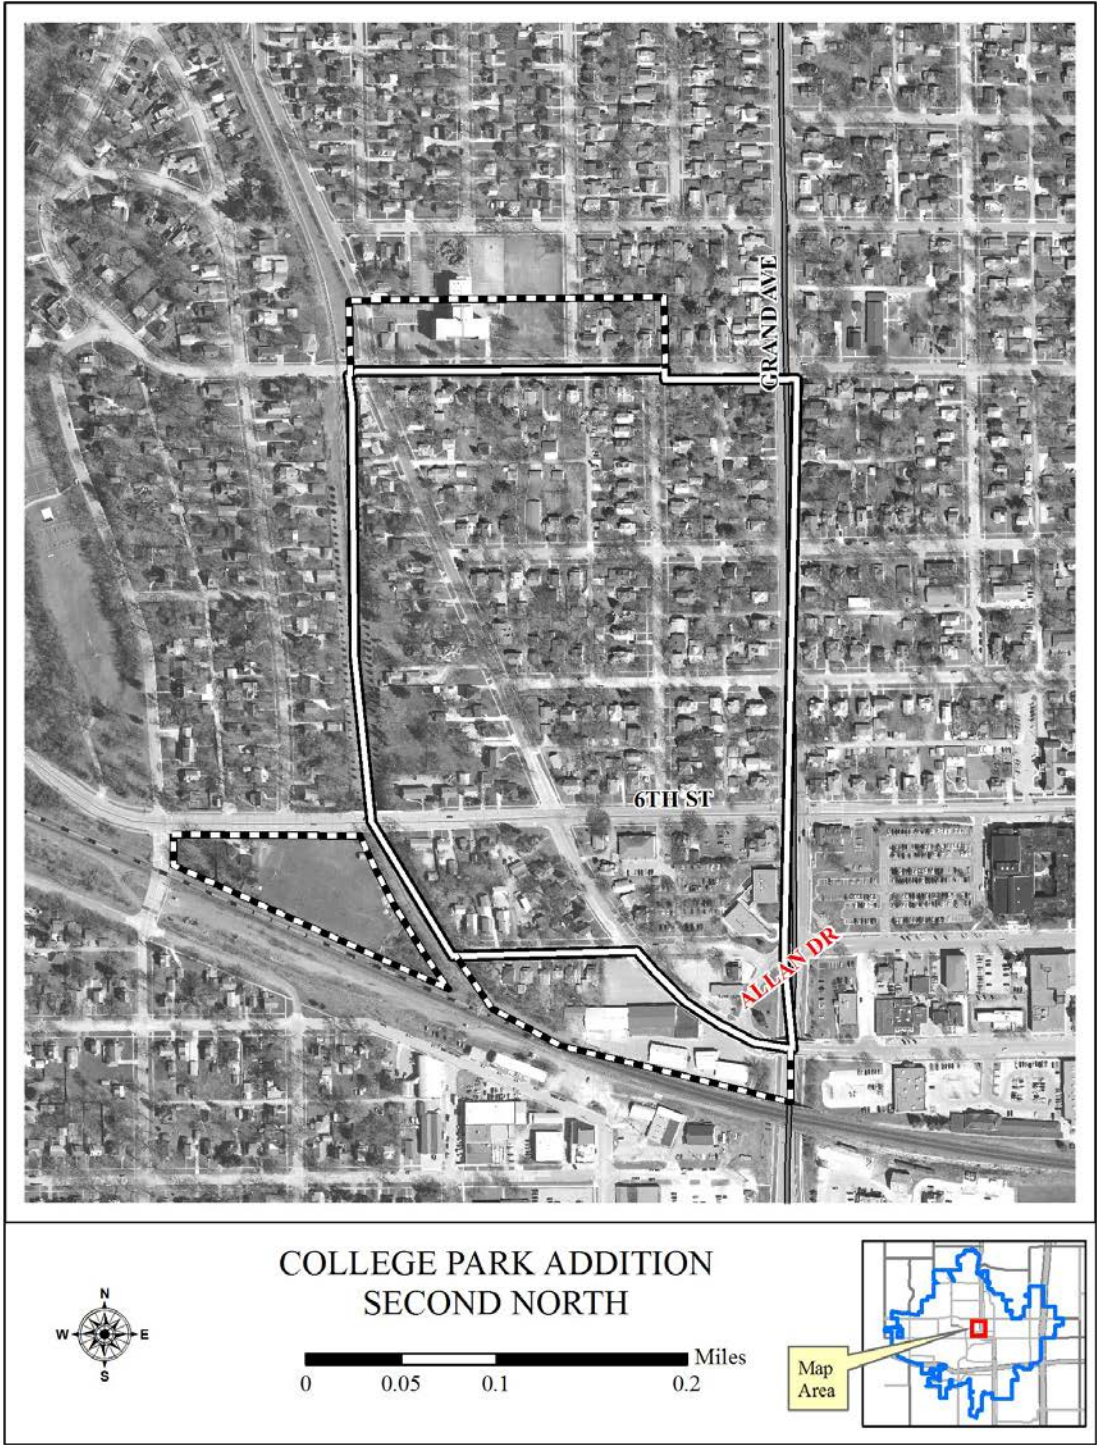 GRAND AVE
6TH ST
ALLAN DR
COLLEGE PARK ADDITION
SECOND NORTH
N
W
E
S
Miles
0
0.05
0.1
0.2
Map
Area